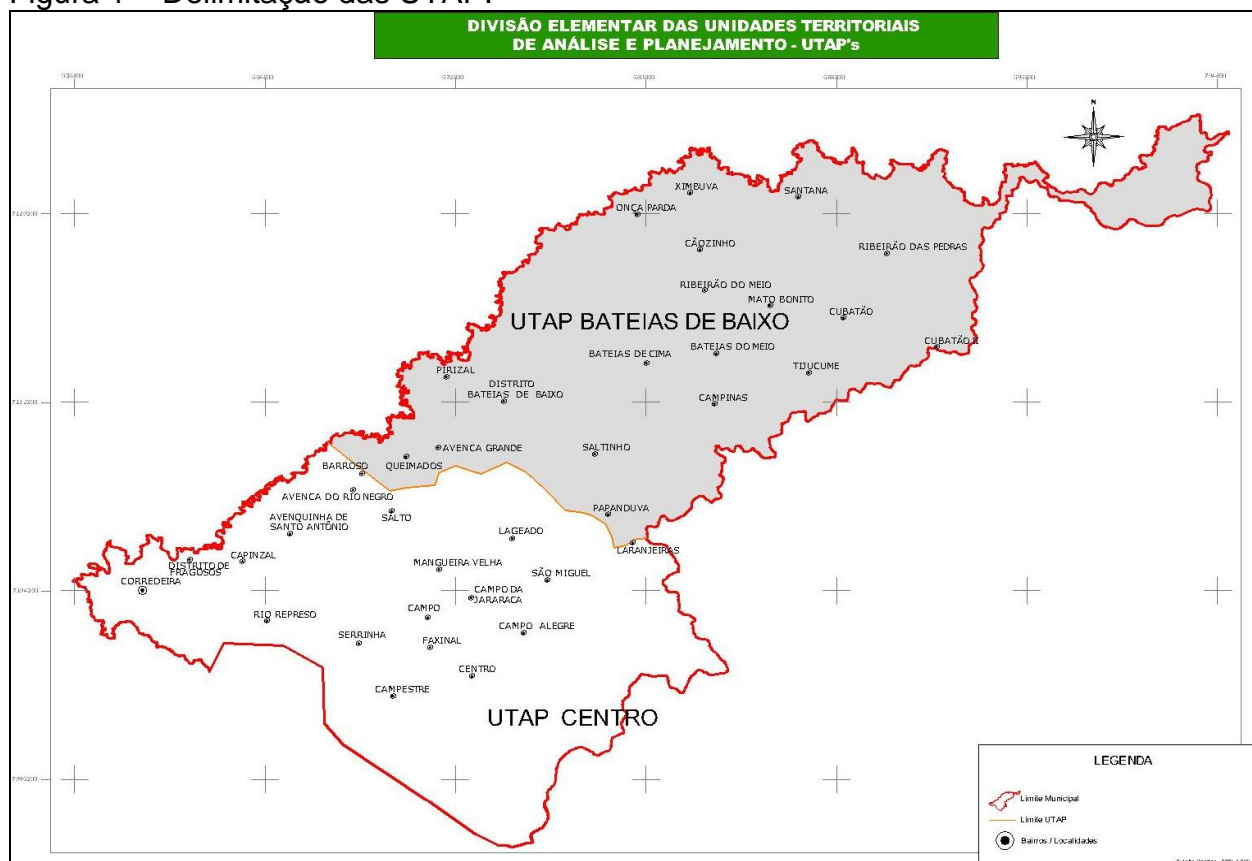 DIVISÃO ELEMENTAR DAS UNIDADES TERRITORIAIS
DE ANÁLISE E PLANEJAMENTO - UTAP's
XIMBUVA
SANTANA
ONÇA PARDA
CÃOZINHO
RIBEIRÃO DAS PEDRAS
RIBEIRÃO DO MEIO
MATO BONITO
CUBATÃO
UTAP BATEIAS DE BAIXO
BATEIAS DO MEIO
CUBATÃO II
BATEIAS DE CIMA
PIRIZAL
TIJUCUME
DISTRITO
BATEIAS DE BAIXO
CAMPINAS
AVENCA GRANDE
SALTINHO
BARROSO
QUEIMADOS
AVENCA DO RIO NEGRO
PAPANDUVA
AVENQUINHA DE
SANTO ANTÔNIO
SALTO
LAGEADO
LARANJEIRAS
CAPINZAL
DISTRITO DE
FRAGOSOS
MANGUEIRA VELHA
SÃO MIGUEL
CORREDEIRA
CAMPO DA
JARARACA
CAMPO
RIO REPRESO
CAMPO ALEGRE
SERRINHA
FAXINAL
CENTRO
CAMPESTRE
UTAP CENTRO
N
LEGENDA
Limite Municipal
Limite UTAP
Bairros / Localidades